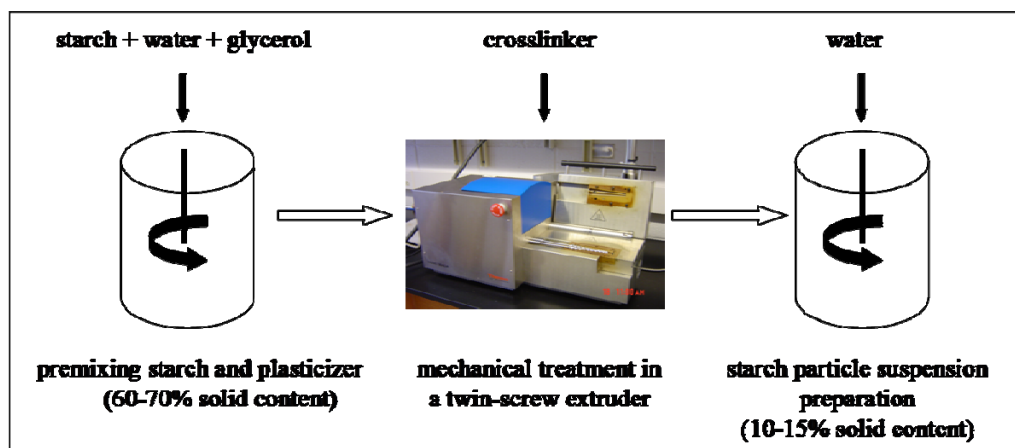 starch + water + glycerol
crosslinker
water
premixing starch and plasticizer
(60-70% solid content)
mechanical treatment in
a twin-screw extruder
starch particle suspension
preparation
(10-15% solid content)